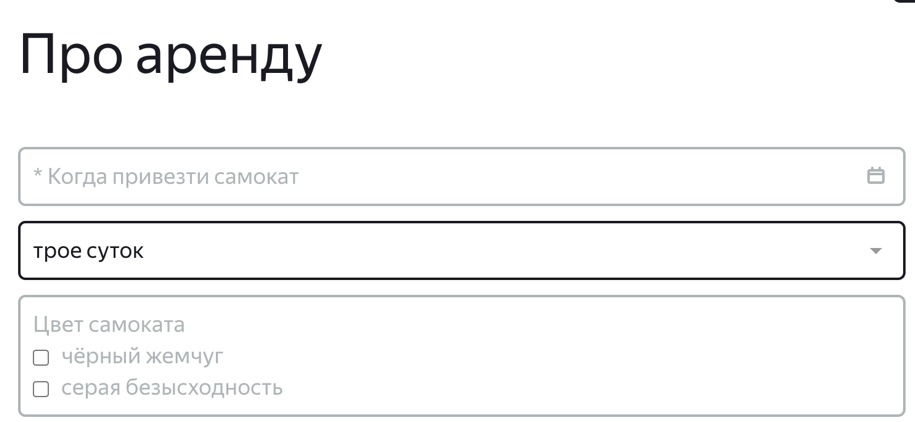 Про аренду
* Когда привезти самокат
трое суток
Цвет самоката
чёрный жемчуг
серая безысходность